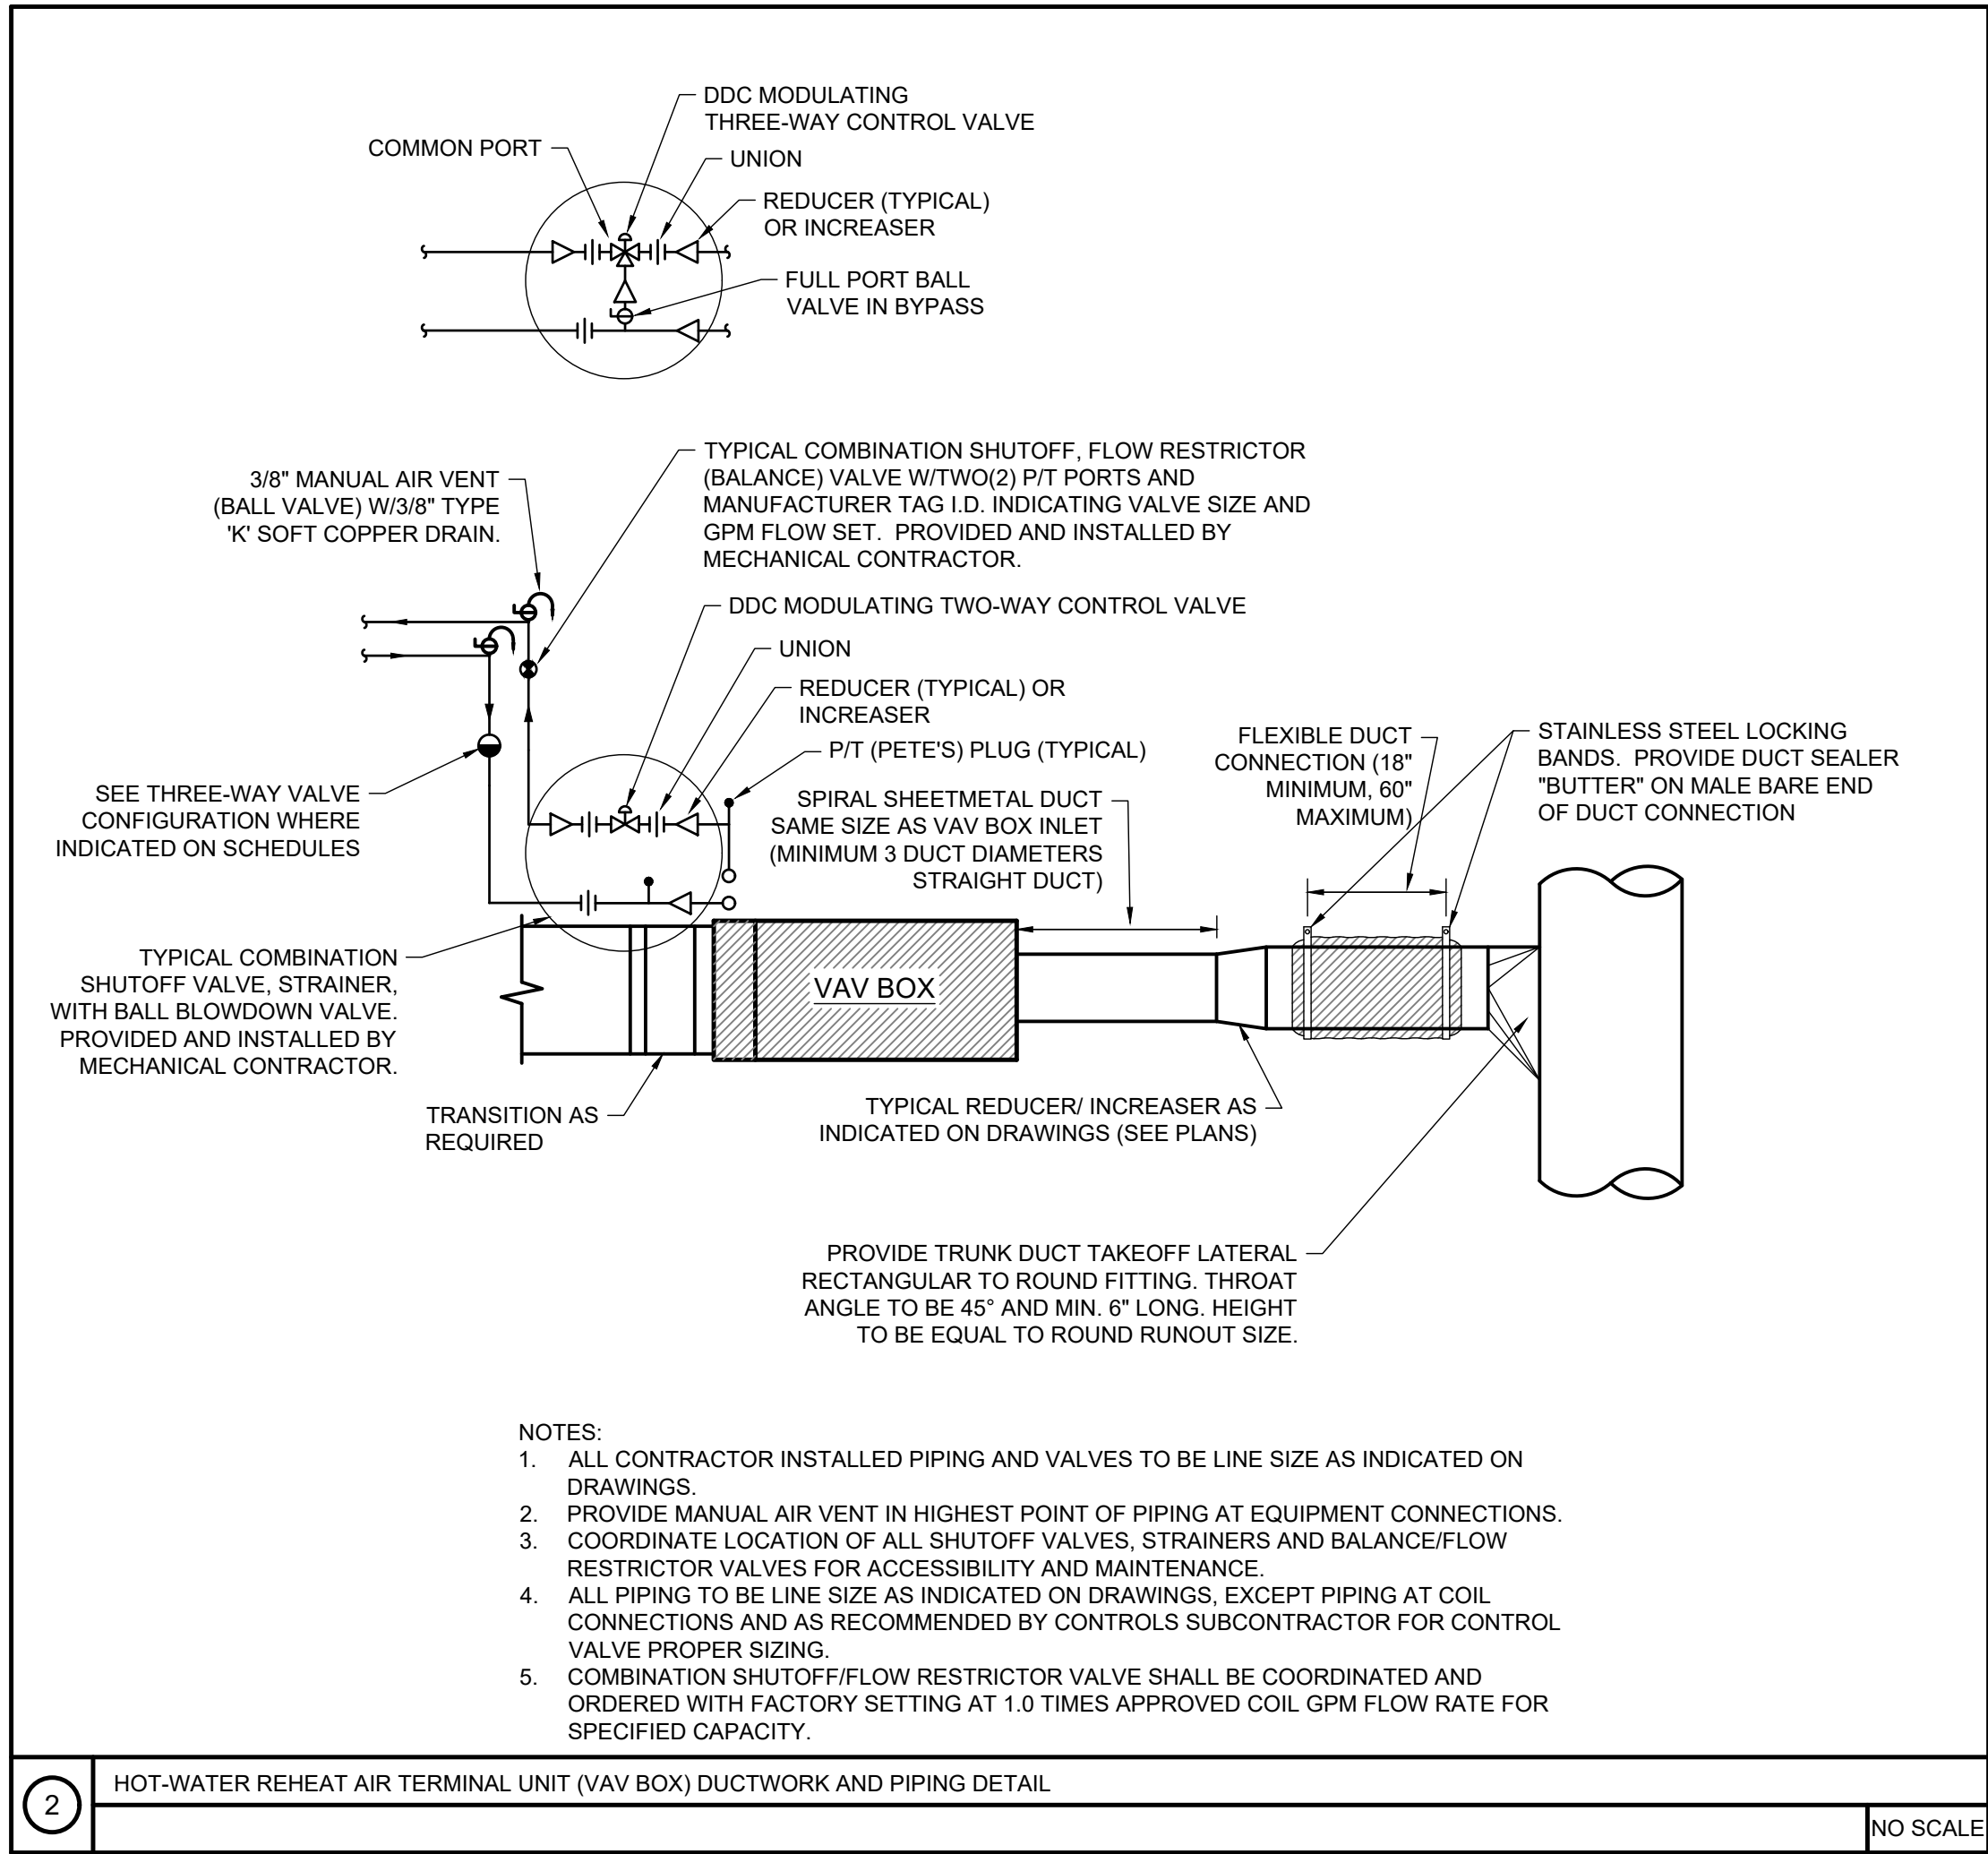 DDC MODULATING
THREE-WAY CONTROL VALVE
COMMON PORT
UNION
REDUCER (TYPICAL)
OR INCREASER
FULL PORT BALL
VALVE IN BYPASS
TYPICAL COMBINATION SHUTOFF, FLOW RESTRICTOR
(BALANCE) VALVE W/TWO(2) P/T PORTS AND
MANUFACTURER TAG I.D. INDICATING VALVE SIZE AND
GPM FLOW SET.  PROVIDED AND INSTALLED BY
MECHANICAL CONTRACTOR.
3/8" MANUAL AIR VENT
(BALL VALVE) W/3/8" TYPE
'K' SOFT COPPER DRAIN.
DDC MODULATING TWO-WAY CONTROL VALVE
UNION
REDUCER (TYPICAL) OR
INCREASER
P/T (PETE'S) PLUG (TYPICAL)
FLEXIBLE DUCT
CONNECTION (18"
MINIMUM, 60"
MAXIMUM)
STAINLESS STEEL LOCKING
BANDS.  PROVIDE DUCT SEALER
"BUTTER" ON MALE BARE END
OF DUCT CONNECTION
SEE THREE-WAY VALVE
CONFIGURATION WHERE
INDICATED ON SCHEDULES
SPIRAL SHEETMETAL DUCT
SAME SIZE AS VAV BOX INLET
(MINIMUM 3 DUCT DIAMETERS
STRAIGHT DUCT)
TYPICAL COMBINATION
SHUTOFF VALVE, STRAINER,
WITH BALL BLOWDOWN VALVE.
PROVIDED AND INSTALLED BY
MECHANICAL CONTRACTOR.
VAV BOX
TRANSITION AS
REQUIRED
TYPICAL REDUCER/ INCREASER AS
INDICATED ON DRAWINGS (SEE PLANS)
PROVIDE TRUNK DUCT TAKEOFF LATERAL
RECTANGULAR TO ROUND FITTING. THROAT
ANGLE TO BE 45° AND MIN. 6" LONG. HEIGHT
TO BE EQUAL TO ROUND RUNOUT SIZE.
NOTES:
1. ALL CONTRACTOR INSTALLED PIPING AND VALVES TO BE LINE SIZE AS INDICATED ON
DRAWINGS.
2. PROVIDE MANUAL AIR VENT IN HIGHEST POINT OF PIPING AT EQUIPMENT CONNECTIONS.
3. COORDINATE LOCATION OF ALL SHUTOFF VALVES, STRAINERS AND BALANCE/FLOW
RESTRICTOR VALVES FOR ACCESSIBILITY AND MAINTENANCE.
4. ALL PIPING TO BE LINE SIZE AS INDICATED ON DRAWINGS, EXCEPT PIPING AT COIL
CONNECTIONS AND AS RECOMMENDED BY CONTROLS SUBCONTRACTOR FOR CONTROL
VALVE PROPER SIZING.
5. COMBINATION SHUTOFF/FLOW RESTRICTOR VALVE SHALL BE COORDINATED AND
ORDERED WITH FACTORY SETTING AT 1.0 TIMES APPROVED COIL GPM FLOW RATE FOR
SPECIFIED CAPACITY.
2
HOT-WATER REHEAT AIR TERMINAL UNIT (VAV BOX) DUCTWORK AND PIPING DETAIL
NO SCALE